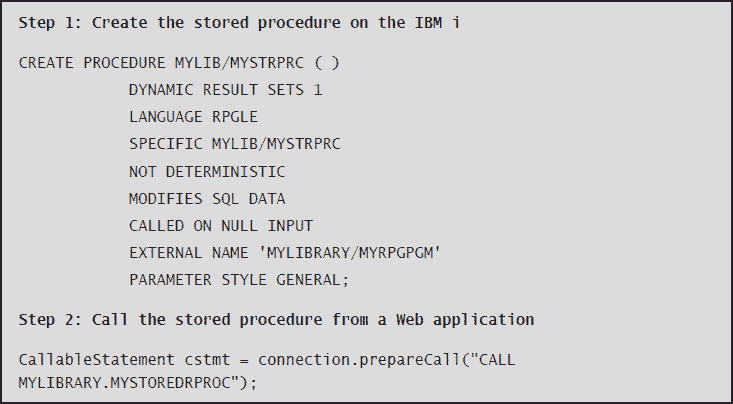 Step 1: Create the stored procedure on the IBM i
CREATE PROCEDURE MYLIB/MYSTRPRC ( )
DYNAMIC RESULT SETS 1
LANGUAGE RPGLE
SPECIFIC MYLIB/MYSTRPRC
NOT DETERMINISTIC
MODIFIES SQL DATA
CALLED ON NULL INPUT
EXTERNAL NAME 'MYLIBRARY/MYRPGPGM'
PARAMETER STYLE GENERAL;
Step 2: Call the stored procedure from a Web application
CallableStatement cstmt = connection.prepareCall("CALL
MYLIBRARY.MYSTOREDRPROC");